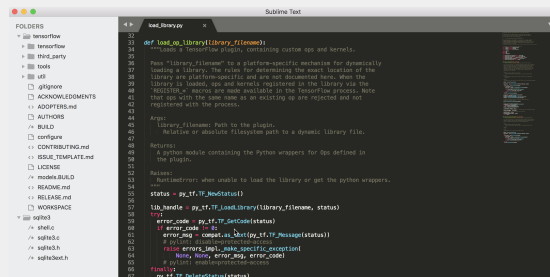 Sublime Text
FOLDERS
tensorflow
tensorflow
third_party
tools
util
.gitignore
ACKNOWLEDGMENTS
ADOPTERS.md
AUTHORS
BUILD
configure
CONTRIBUTING.md
ISSUE_TEMPLATE.md
LICENSE
models.BUILD
README.md
RELEASE.md
WORKSPACE
sqlite3
shell.c
sqlite3.c
sqlite3.h
sqlite3ext.h
load_library.py
32
33 def load_op_library(library_filename):
34 """Loads a TensorFlow plugin, containing custom ops and kernels.
35
36 Pass "library_filename" to a platform-specific mechanism for dynamically
37 loading a library. The rules for determining the exact location of the
38 library are platform-specific and are not documented here. When the
39 library is loaded, ops and kernels registered in the library via the
40 `REGISTER_*` macros are made available in the TensorFlow process. Note
41 that ops with the same name as an existing op are rejected and not
42 registered with the process.
43
44 Args:
45 library_filename: Path to the plugin.
46 Relative or absolute filesystem path to a dynamic library file.
47
48 Returns:
49 A python module containing the Python wrappers for Ops defined in
50 the plugin.
51
52 Raises:
53 RuntimeError: when unable to load the library or get the python wrappers.
54 """
55 status = py_tf.TF_NewStatus()
56
57 lib_handle = py_tf.TF_LoadLibrary(library_filename, status)
58 try:
59 error_code = py_tf.TF_GetCode(status)
60 if error_code != 0:
61 error_msg = compat.as_text(py_tf.TF_Message(status))
62 # pylint: disable=protected-access
63 raise errors_impl._make_specific_exception(
64 None, None, error_msg, error_code)
65 # pylint: enable=protected-access
66 finally:
67 py_tf.TF_DeleteStatus(status)